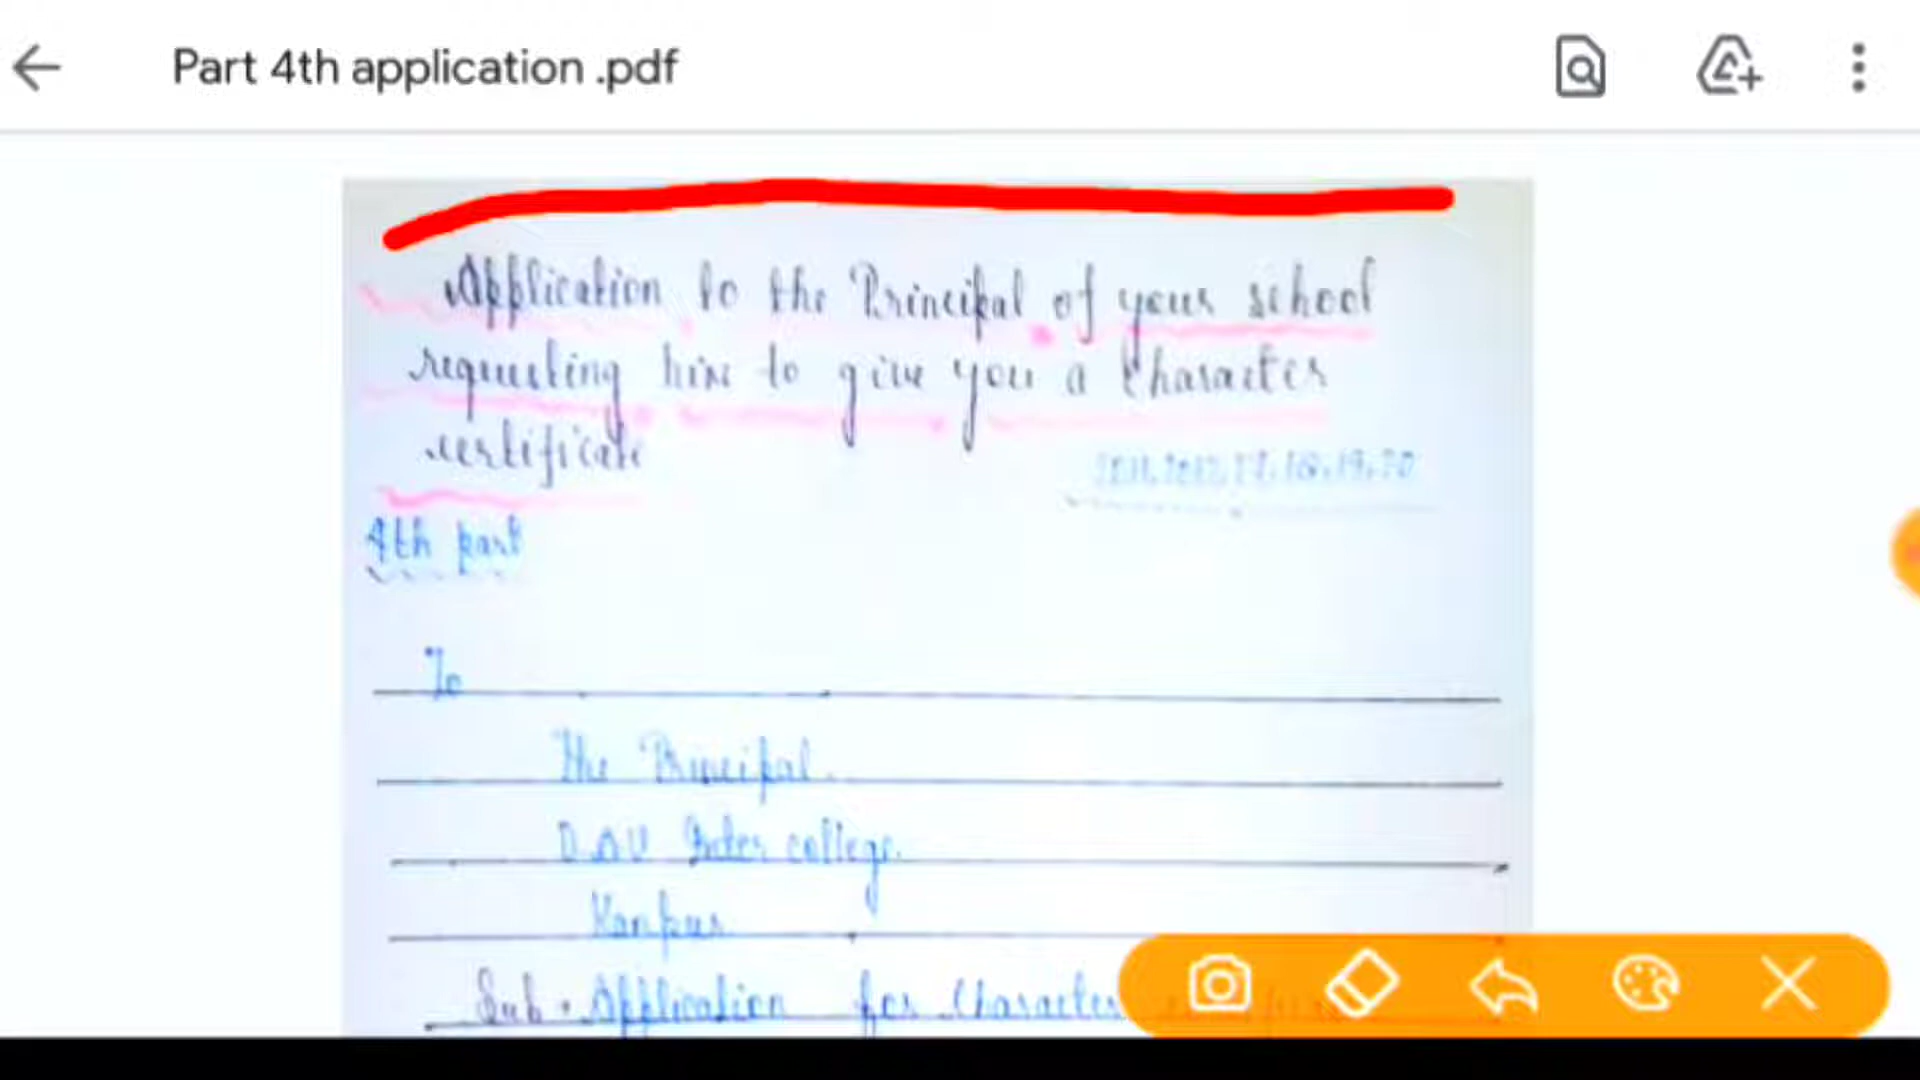 Part 4th application .pdf
Application to the Principal of your school
requesting him to give you a Character
certificate
4th part
To
The Principal.
D.A.V Inter college.
Kanpur
Sub. Application for Character